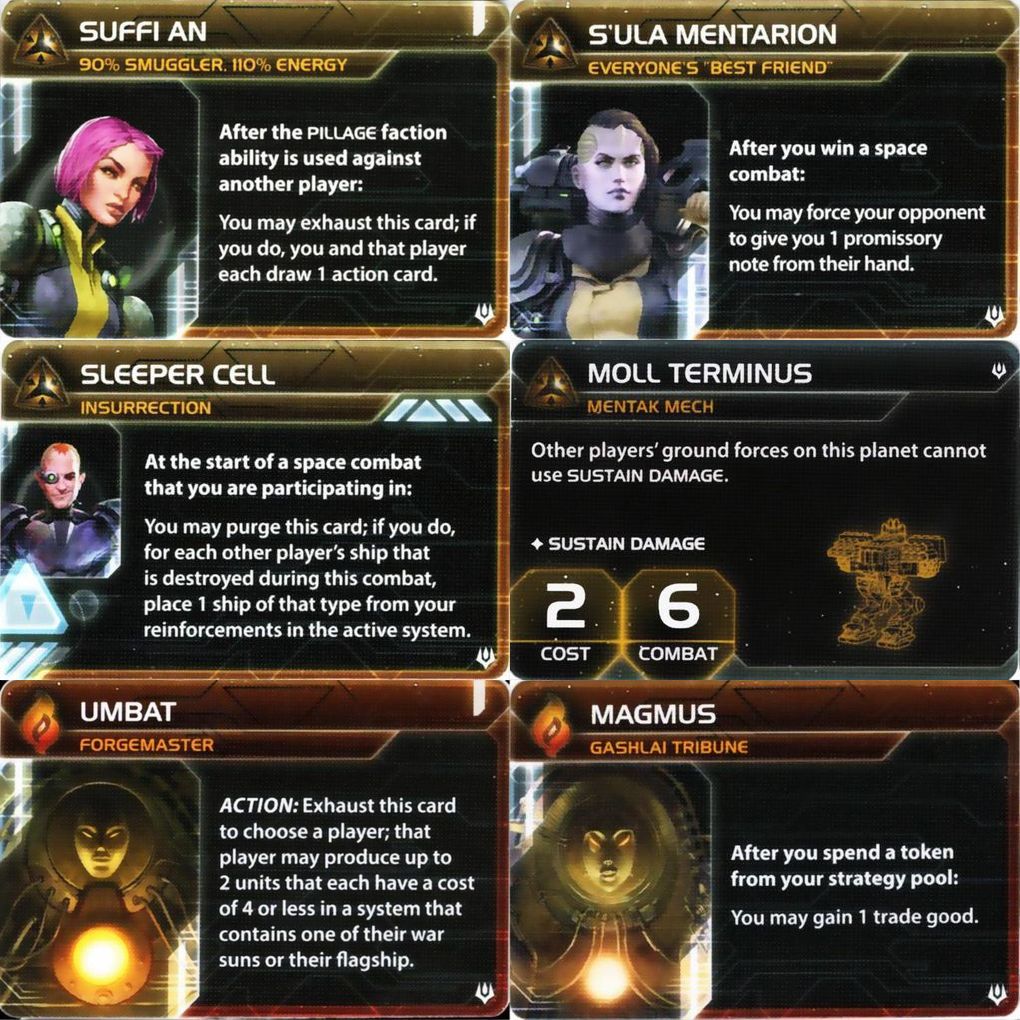 SUFFI AN
90% SMUGGLER. 110% ENERGY
After the PILLAGE faction
ability is used against
another player:
You may exhaust this card; if
you do, you and that player
each draw 1 action card.
S'ULA MENTARION
EVERYONE'S "BEST FRIEND"
After you win a space
combat:
You may force your opponent
to give you 1 promissory
note from their hand.
SLEEPER CELL
INSURRECTION
At the start of a space combat
that you are participating in:
You may purge this card; if you do,
for each other player's ship that
is destroyed during this combat,
place 1 ship of that type from your
reinforcements in the active system.
MOLL TERMINUS
MENTAK MECH
Other players' ground forces on this planet cannot
use SUSTAIN DAMAGE.
✦ SUSTAIN DAMAGE
2 6
COST COMBAT
UMBAT
FORGEMASTER
ACTION: Exhaust this card
to choose a player; that
player may produce up to
2 units that each have a cost
of 4 or less in a system that
contains one of their war
suns or their flagship.
MAGMUS
GASHLAI TRIBUNE
After you spend a token
from your strategy pool:
You may gain 1 trade good.